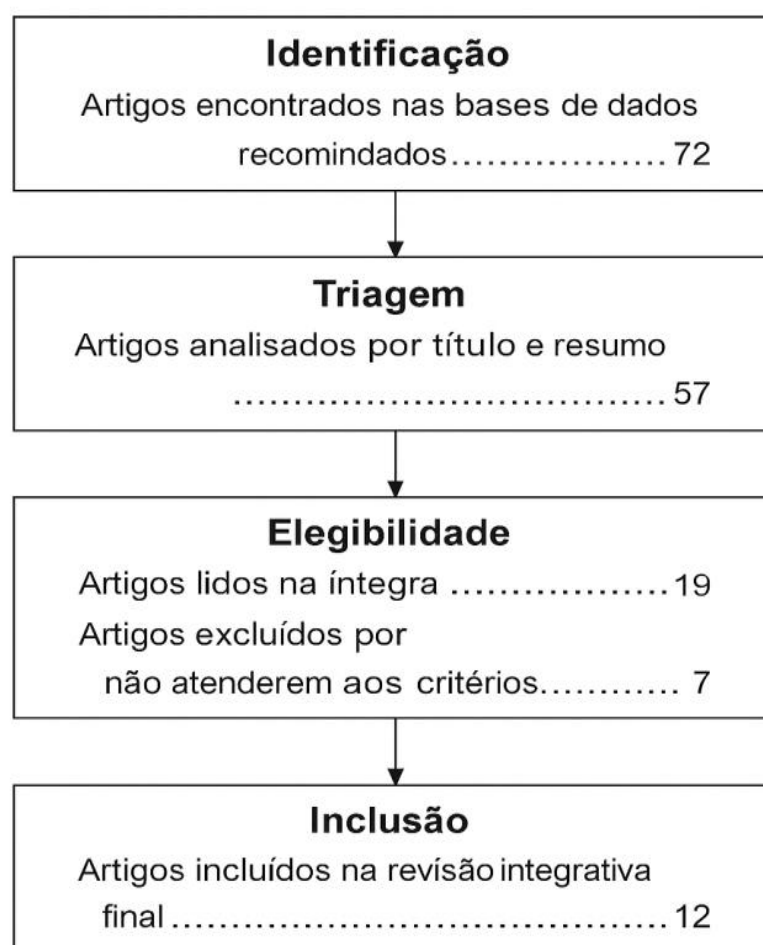 Identificação
Artigos encontrados nas bases de dados
recomindados................... 72
Triagem
Artigos analisados por título e resumo
..................................... 57
Elegibilidade
Artigos lidos na íntegra ...................19
Artigos excluídos por
não atenderem aos critérios............ 7
Inclusão
Artigos incluídos na revísão integrativa
final ........................................... 12